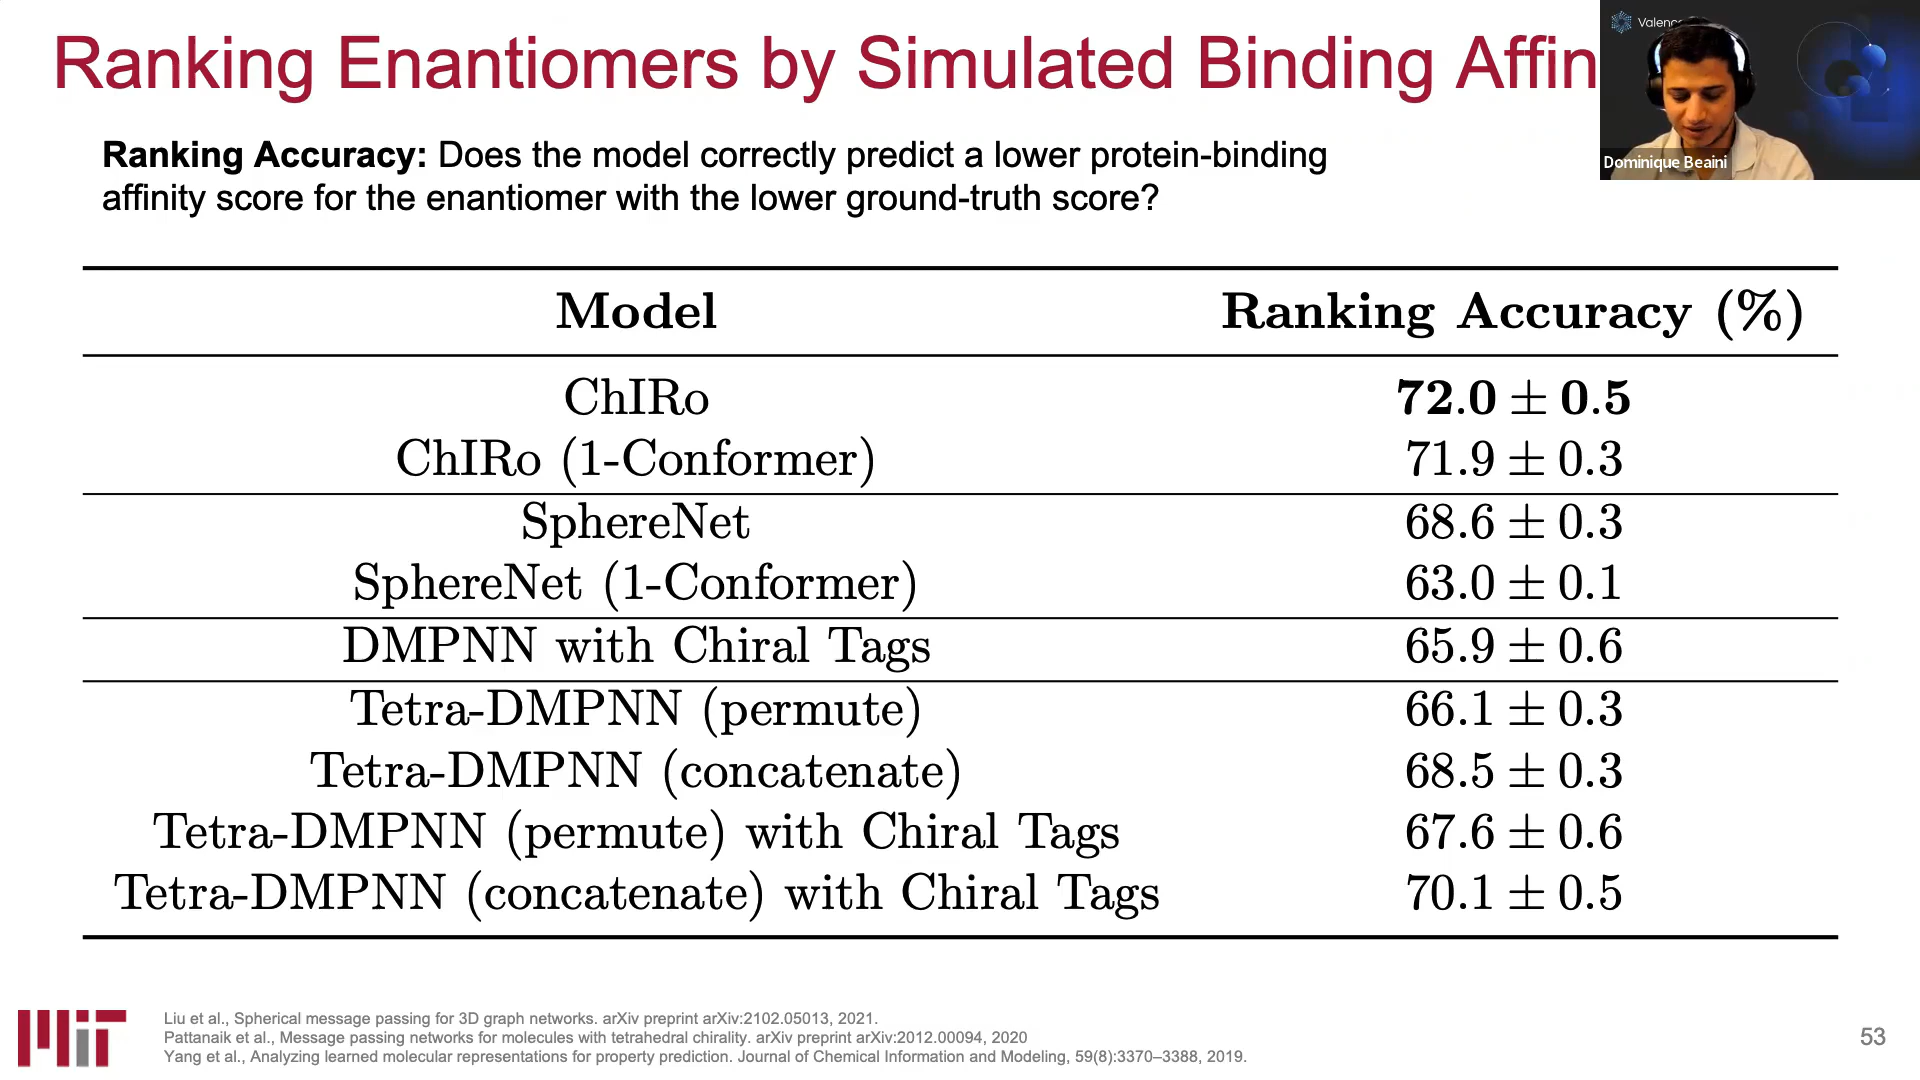 Ranking Enantiomers by Simulated Binding Affin
Valenc
Dominique Beaini
Ranking Accuracy: Does the model correctly predict a lower protein-binding
affinity score for the enantiomer with the lower ground-truth score?
Model Ranking Accuracy (%)
ChIRo 72.0 ± 0.5
ChIRo (1-Conformer) 71.9 ± 0.3
SphereNet 68.6 ± 0.3
SphereNet (1-Conformer) 63.0 ± 0.1
DMPNN with Chiral Tags 65.9 ± 0.6
Tetra-DMPNN (permute) 66.1 ± 0.3
Tetra-DMPNN (concatenate) 68.5 ± 0.3
Tetra-DMPNN (permute) with Chiral Tags 67.6 ± 0.6
Tetra-DMPNN (concatenate) with Chiral Tags 70.1 ± 0.5
MIT
Liu et al., Spherical message passing for 3D graph networks. arXiv preprint arXiv:2102.05013, 2021.
Pattanaik et al., Message passing networks for molecules with tetrahedral chirality. arXiv preprint arXiv:2012.00094, 2020
Yang et al., Analyzing learned molecular representations for property prediction. Journal of Chemical Information and Modeling, 59(8):3370–3388, 2019.
53